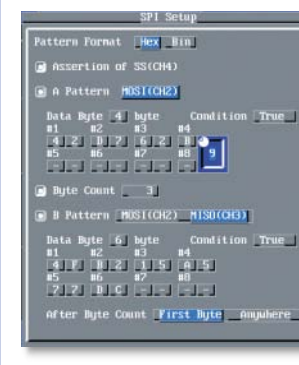 SPI Setup
Pattern Format Hex Bin
Assertion of SS(CH4)
A Pattern MOSI(CH2)
Data Byte 4 byte Condition True
#1 #2 #3 #4
4 2 D 7 6 2 B 9
#5 #6 #7 #8
- - - - - -
Byte Count 3
B Pattern MOSI(CH2) MISO(CH3)
Data Byte 6 byte Condition True
#1 #2 #3 #4
4 F B 2 1 5 A 5
#5 #6 #7 #8
7 7 D C - - - -
After Byte Count First Byte Anywhere